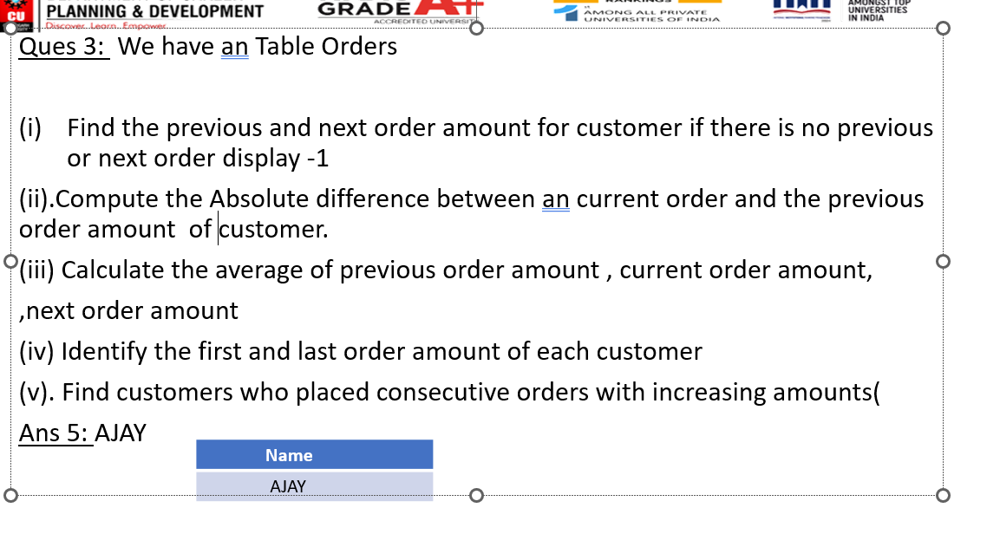 CU
PLANNING & DEVELOPMENT
Discover. Learn. Empower.
GRADE A+
ACCREDITED UNIVERSITY
RANKINGS
AMONG ALL PRIVATE
UNIVERSITIES OF INDIA
AMONGST TOP
UNIVERSITIES
IN INDIA
Ques 3: We have an Table Orders
(i) Find the previous and next order amount for customer if there is no previous
or next order display -1
(ii).Compute the Absolute difference between an current order and the previous
order amount of customer.
(iii) Calculate the average of previous order amount , current order amount,
,next order amount
(iv) Identify the first and last order amount of each customer
(v). Find customers who placed consecutive orders with increasing amounts(
Ans 5: AJAY
Name
AJAY